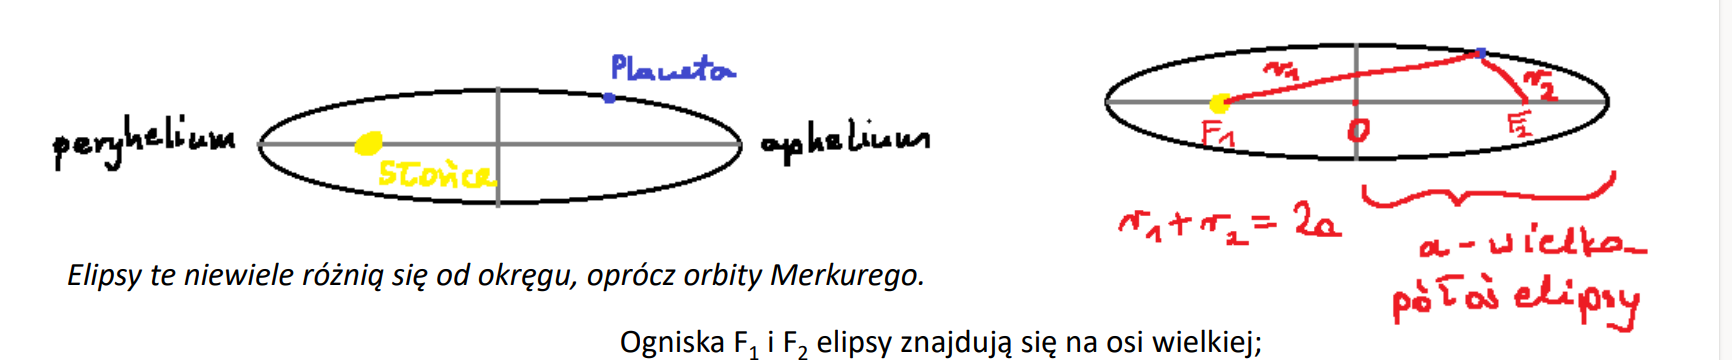 Planeta
peryhelium
aphelium
Słońce
r₁
r₂
F₁
O
F₂
r₁ + r₂ = 2a
a - wielka
półoś elipsy
Elipsy te niewiele różnią się od okręgu, oprócz orbity Merkurego.
Ogniska F₁ i F₂ elipsy znajdują się na osi wielkiej;